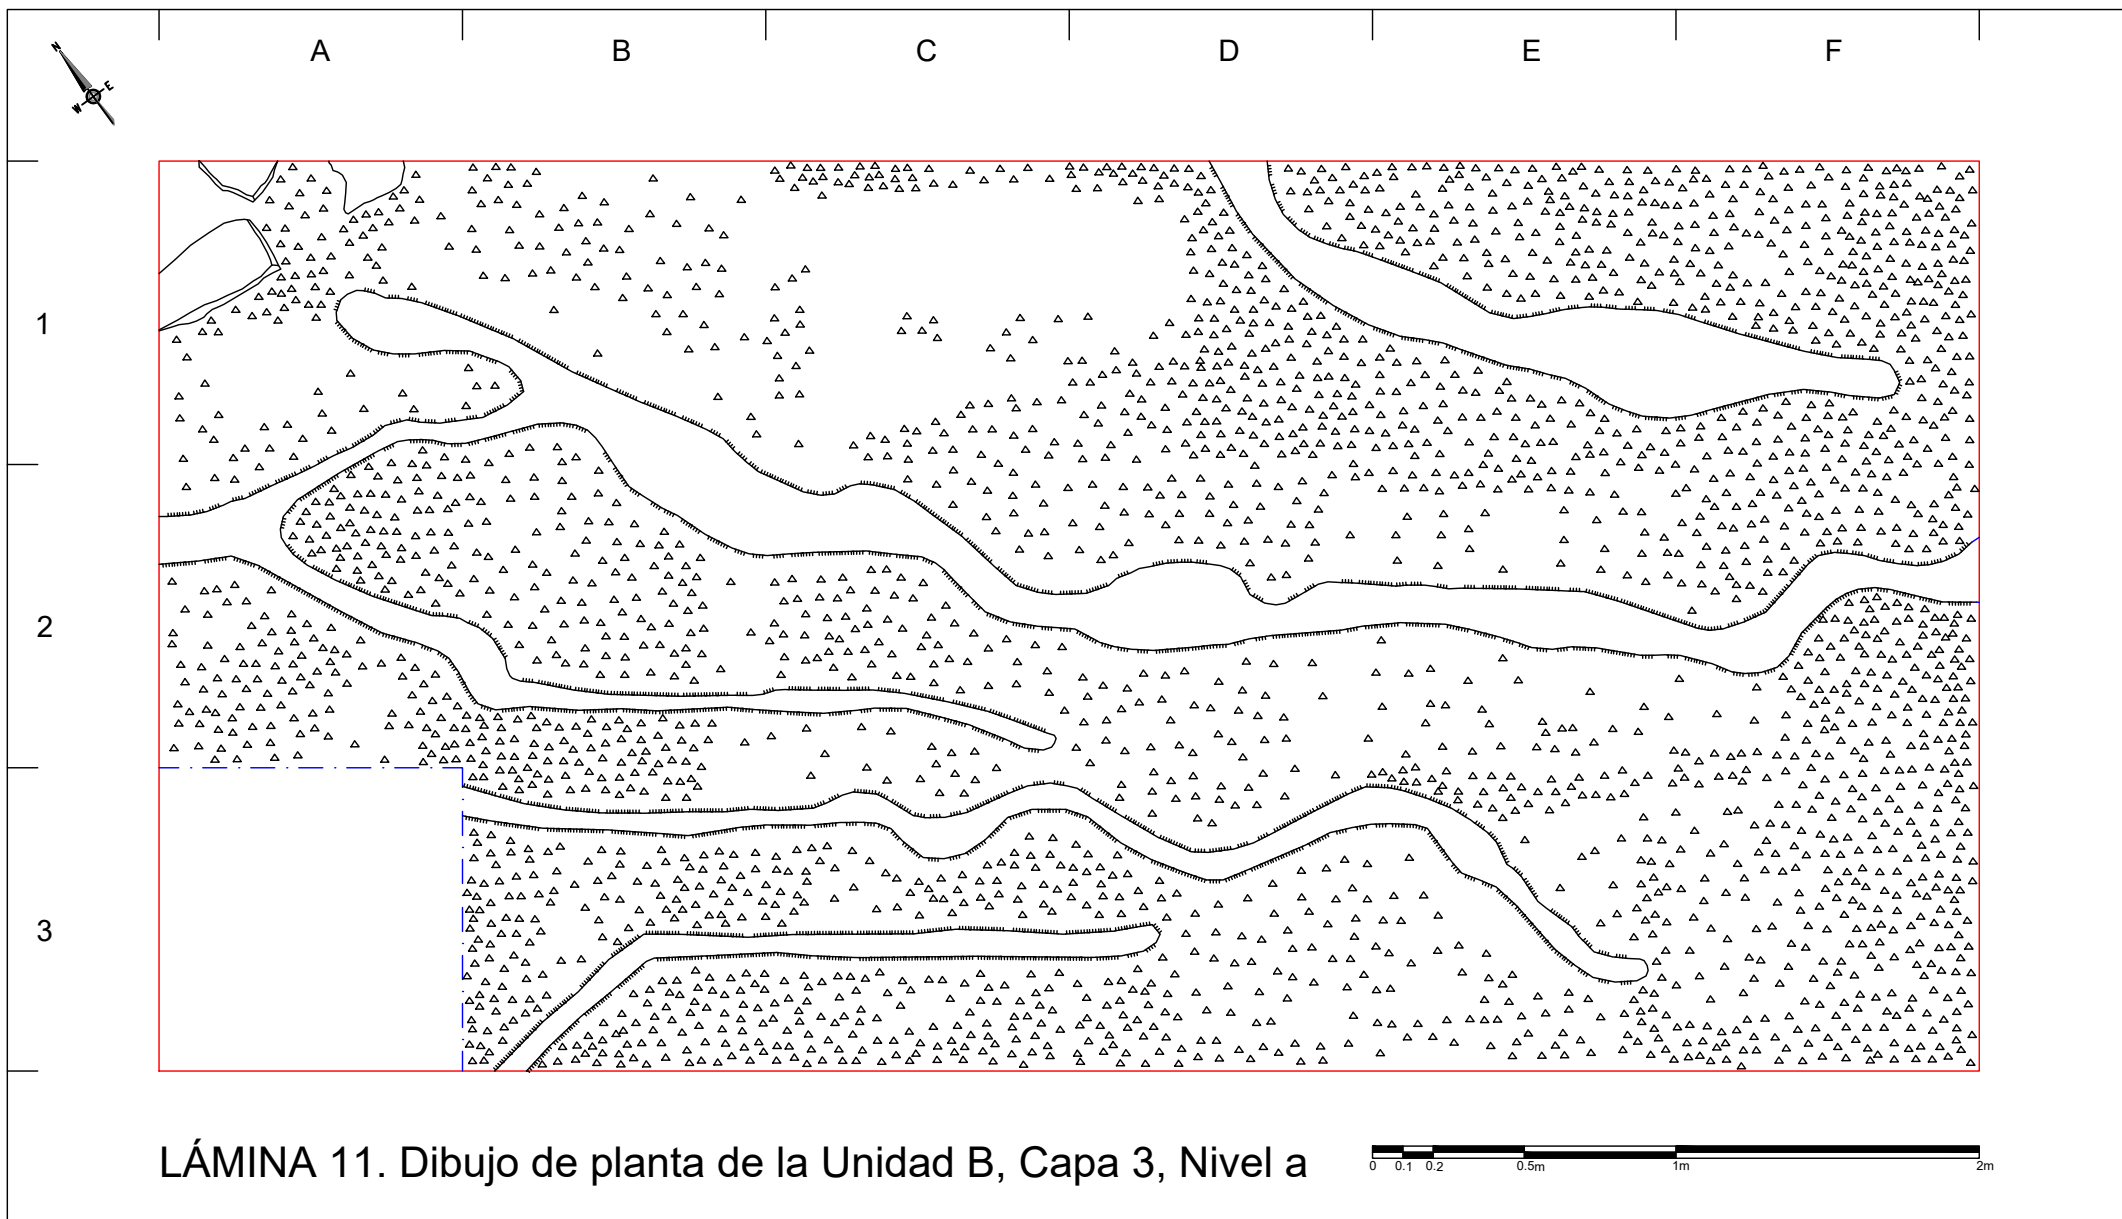 A B C D E F
N
E
W
1
2
3
LÁMINA 11. Dibujo de planta de la Unidad B, Capa 3, Nivel a
0 0.1 0.2 0.5m 1m 2m